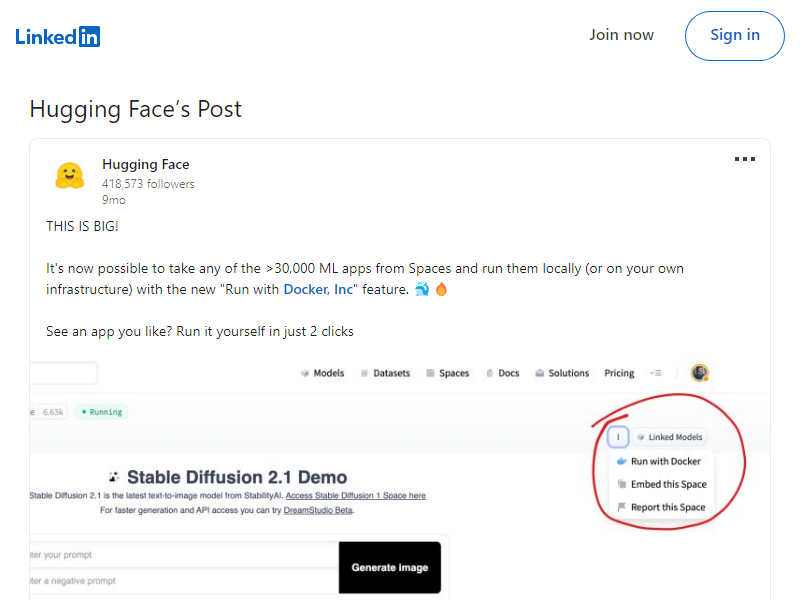 LinkedIn
Join now
Sign in
Hugging Face’s Post
Hugging Face
418,573 followers
9mo
THIS IS BIG!
It's now possible to take any of the >30,000 ML apps from Spaces and run them locally (or on your own
infrastructure) with the new "Run with Docker, Inc" feature. 🐳 🔥
See an app you like? Run it yourself in just 2 clicks
Models Datasets Spaces Docs Solutions Pricing
6.63k Running
Linked Models
Run with Docker
Embed this Space
Report this Space
Stable Diffusion 2.1 Demo
Stable Diffusion 2.1 is the latest text-to-image model from StabilityAI. Access Stable Diffusion 1 Space here
For faster generation and API access you can try DreamStudio Beta.
your prompt
a negative prompt
Generate image